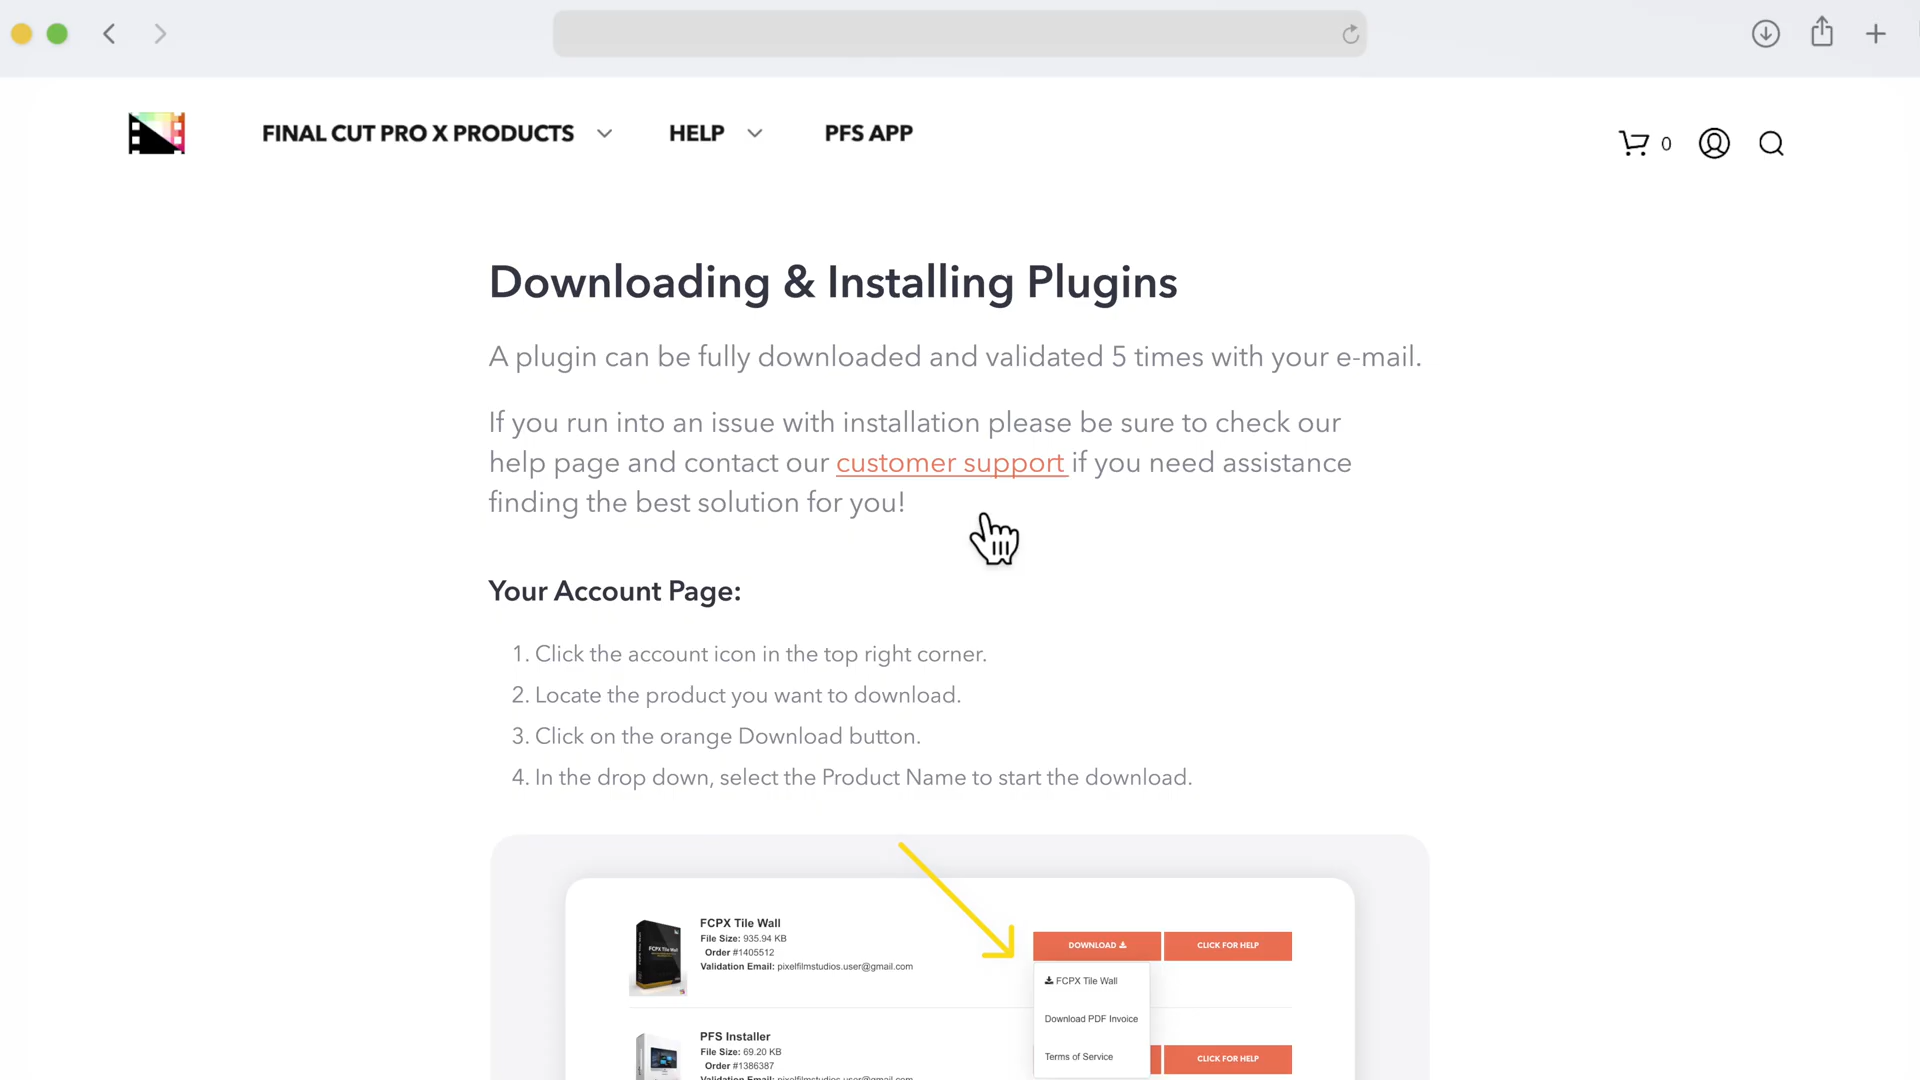 FINAL CUT PRO X PRODUCTS
HELP
PFS APP
0
Downloading & Installing Plugins
A plugin can be fully downloaded and validated 5 times with your e-mail.
If you run into an issue with installation please be sure to check our
help page and contact our customer support if you need assistance
finding the best solution for you!
Your Account Page:
1. Click the account icon in the top right corner.
2. Locate the product you want to download.
3. Click on the orange Download button.
4. In the drop down, select the Product Name to start the download.
FCPX Tile Wall
File Size: 935.94 KB
Order #1405512
Validation Email: pixelfilmstudios.user@gmail.com
DOWNLOAD
CLICK FOR HELP
FCPX Tile Wall
Download PDF Invoice
Terms of Service
PFS Installer
File Size: 69.20 KB
Order #1386387
Validation Email: pixelfilmstudios.user@gmail.com
CLICK FOR HELP